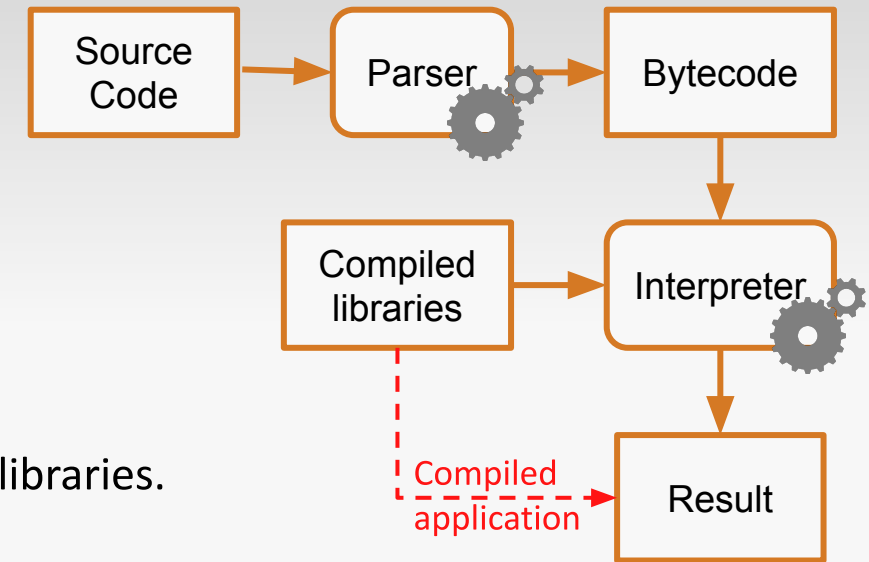 Source
Code
Parser
Bytecode
Compiled
libraries
Interpreter
libraries.
Compiled
application
Result